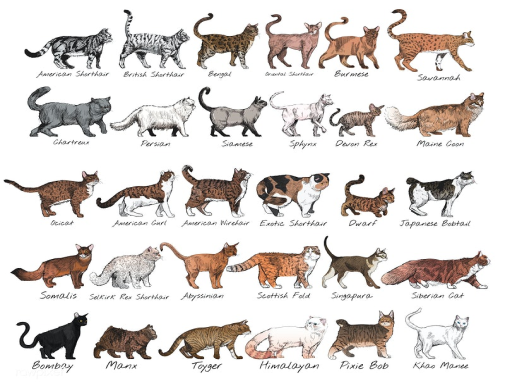 American Shorthair
British Shorthair
Bengal
Oriental Shorthair
Burmese
Savannah
Chartreux
Persian
Siamese
Sphynx
Devon Rex
Maine Coon
Ocicat
American Curl
American Wirehair
Exotic Shorthair
Dwarf
Japanese Bobtail
Somalis
Selkirk Rex Shorthair
Abyssinian
Scottish Fold
Singapura
Siberian Cat
Bombay
Manx
Toyger
Himalayan
Pixie Bob
Khao Manee